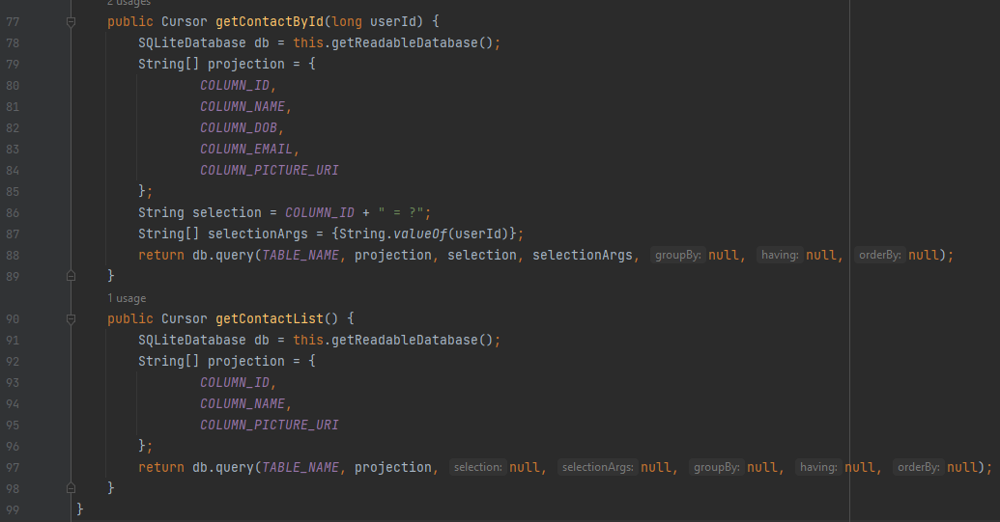 2 usages
77 public Cursor getContactById(long userId) {
78 SQLiteDatabase db = this.getReadableDatabase();
79 String[] projection = {
80 COLUMN_ID,
81 COLUMN_NAME,
82 COLUMN_DOB,
83 COLUMN_EMAIL,
84 COLUMN_PICTURE_URI
85 };
86 String selection = COLUMN_ID + " = ?";
87 String[] selectionArgs = {String.valueOf(userId)};
88 return db.query(TABLE_NAME, projection, selection, selectionArgs, groupBy: null, having: null, orderBy: null);
89 }
1 usage
90 public Cursor getContactList() {
91 SQLiteDatabase db = this.getReadableDatabase();
92 String[] projection = {
93 COLUMN_ID,
94 COLUMN_NAME,
95 COLUMN_PICTURE_URI
96 };
97 return db.query(TABLE_NAME, projection, selection: null, selectionArgs: null, groupBy: null, having: null, orderBy: null);
98 }
99 }